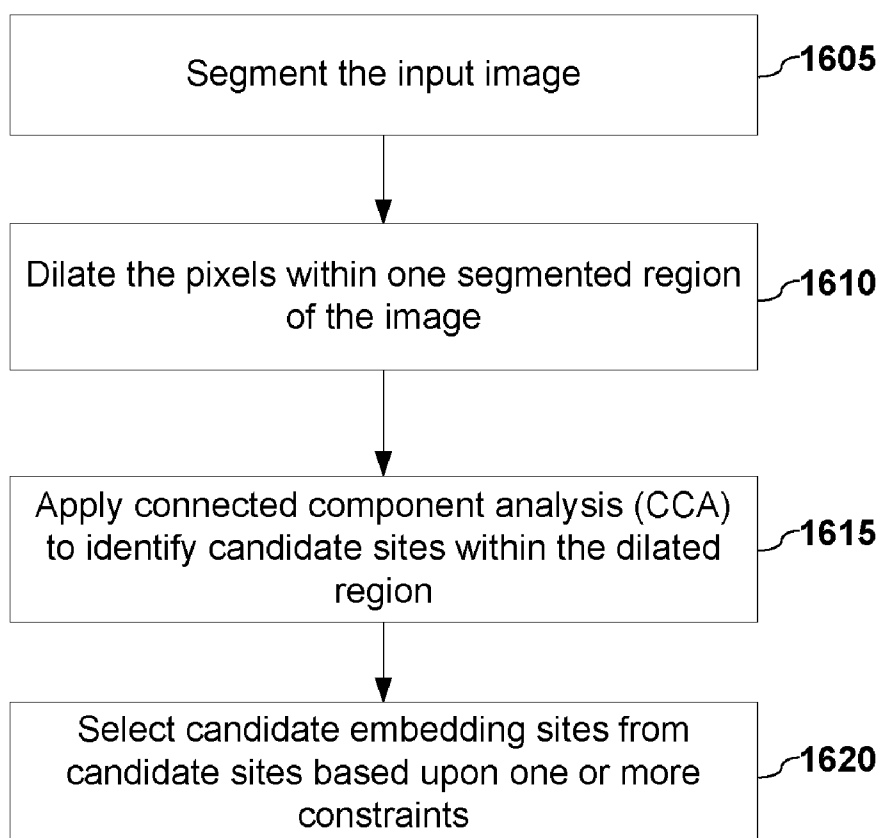 Segment the input image
1605
Dilate the pixels within one segmented region
of the image
1610
Apply connected component analysis (CCA)
to identify candidate sites within the dilated
region
1615
Select candidate embedding sites from
candidate sites based upon one or more
constraints
1620